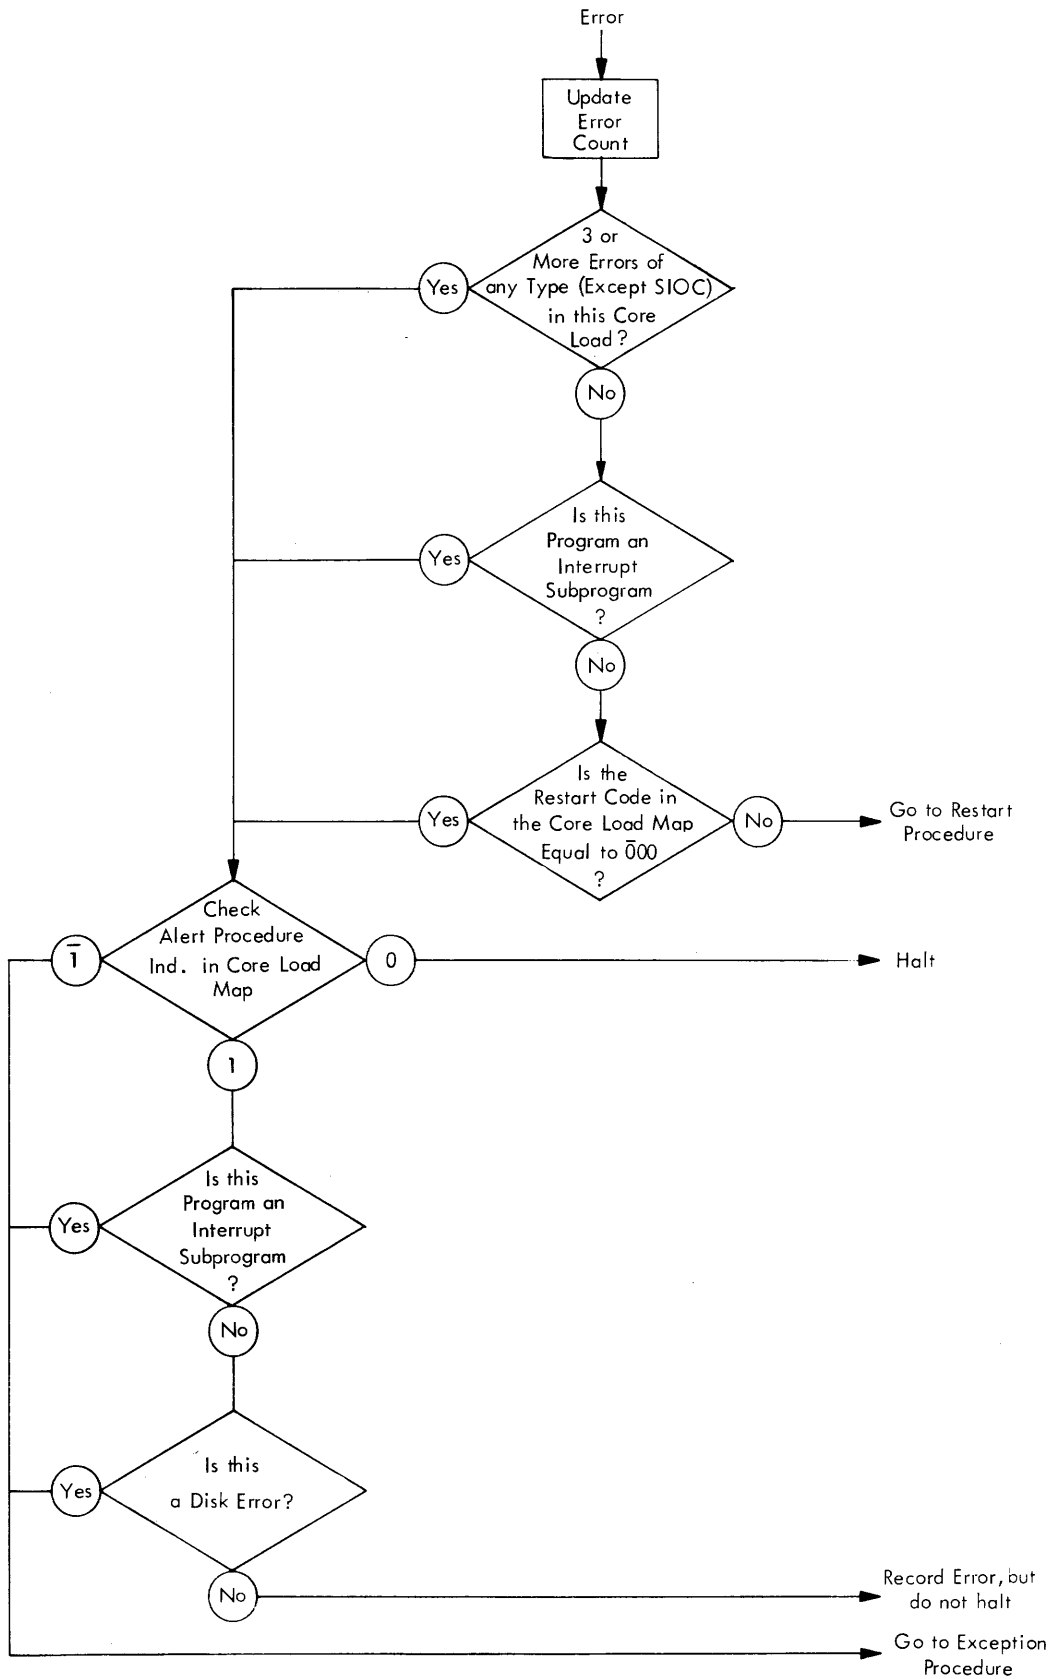 Error
Update
Error
Count
3 or
More Errors of
any Type (Except SIOC)
in this Core
Load?
Yes
No
Is this
Program an
Interrupt
Subprogram
?
Yes
No
Is the
Restart Code in
the Core Load Map
Equal to 0̅00
?
Yes
No
Go to Restart
Procedure
Check
Alert Procedure
Ind. in Core Load
Map
1̅
0
Halt
1
Is this
Program an
Interrupt
Subprogram
?
Yes
No
Is this
a Disk Error?
Yes
No
Record Error, but
do not halt
Go to Exception
Procedure